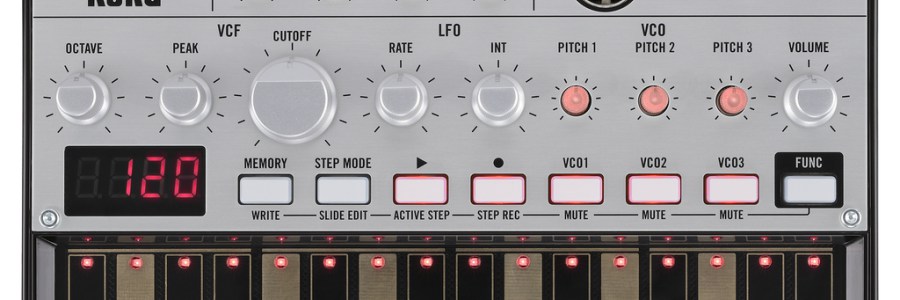 KORG
VCF LFO VCO
OCTAVE PEAK CUTOFF RATE INT PITCH 1 PITCH 2 PITCH 3 VOLUME
120
MEMORY STEP MODE VCO1 VCO2 VCO3 FUNC
WRITE SLIDE EDIT ACTIVE STEP STEP REC MUTE MUTE MUTE